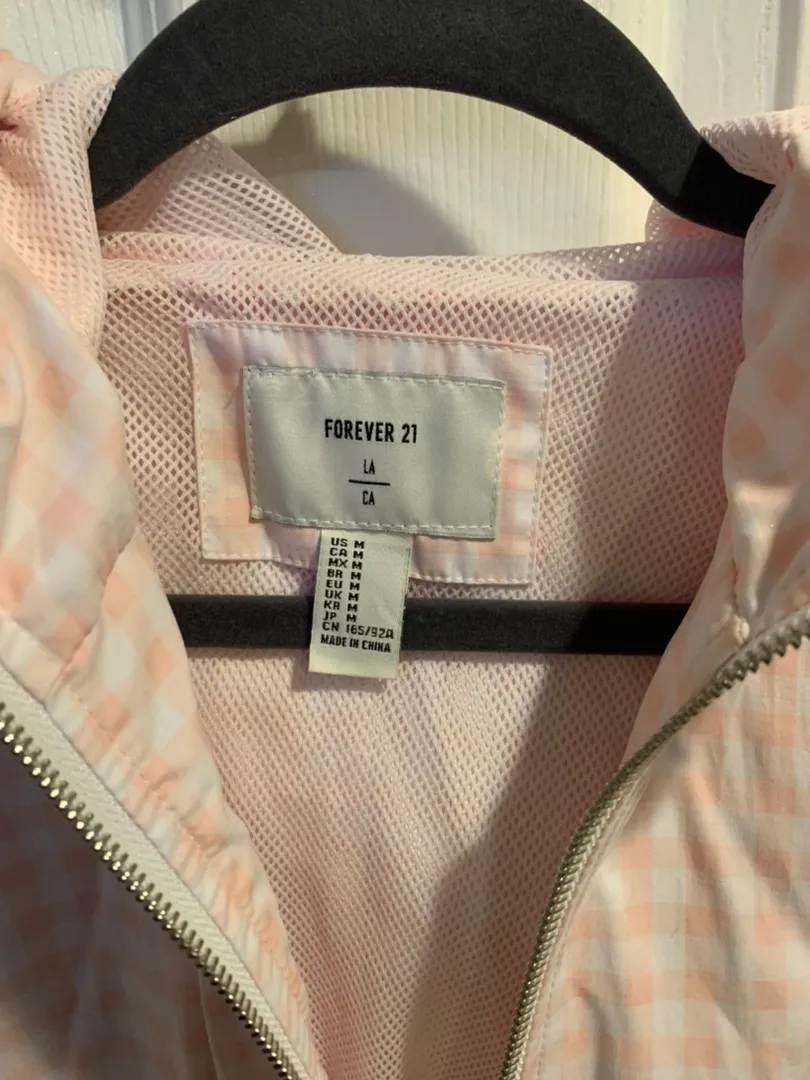 FOREVER 21
LA
CA
US M
CA M
MX M
BR M
EU M
UK M
KR M
JP M
CN 165/92A
MADE IN CHINA